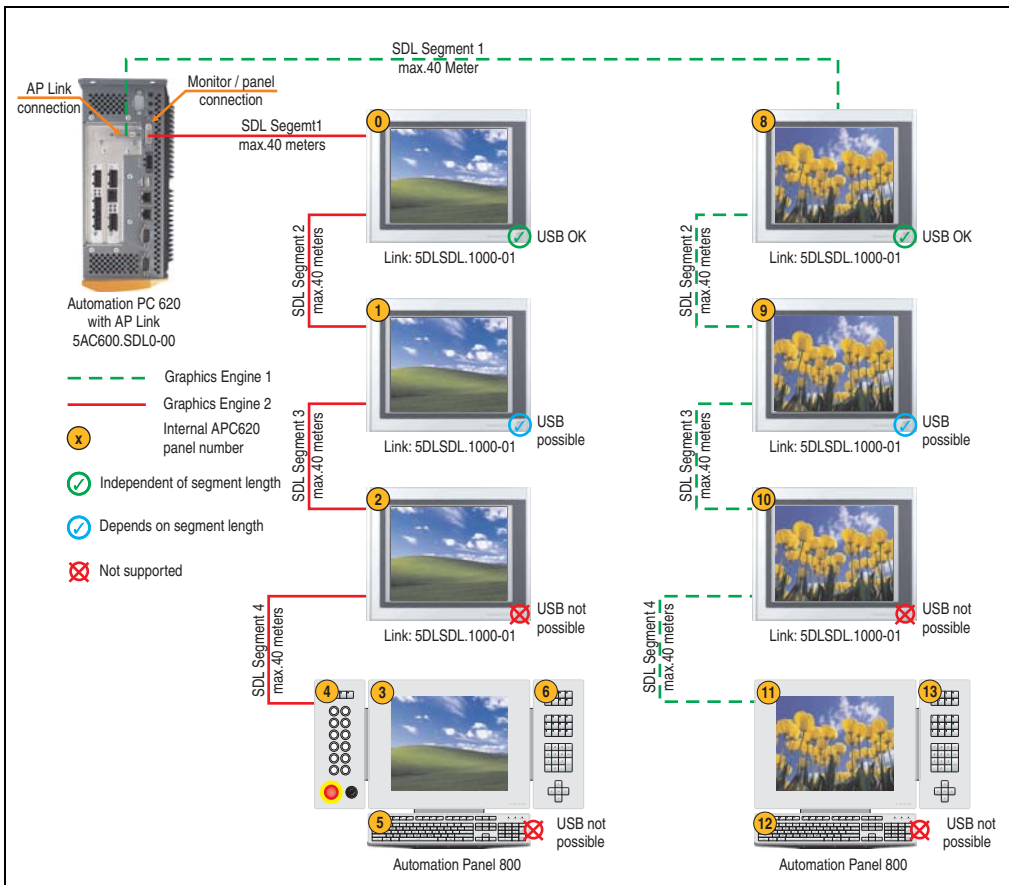 SDL Segment 1
max.40 Meter
AP Link
connection
Monitor / panel
connection
SDL Segemt1
max.40 meters
0
8
USB OK
Link: 5DLSDL.1000-01
USB OK
Link: 5DLSDL.1000-01
SDL Segment 2
max.40 meters
SDL Segment 2
max.40 meters
Automation PC 620
with AP Link
5AC600.SDL0-00
Graphics Engine 1
Graphics Engine 2
x
Internal APC620
panel number
Independent of segment length
Depends on segment length
Not supported
1
9
USB
possible
Link: 5DLSDL.1000-01
USB
possible
Link: 5DLSDL.1000-01
SDL Segment 3
max.40 meters
SDL Segment 3
max.40 meters
2
10
USB not
possible
Link: 5DLSDL.1000-01
USB not
possible
Link: 5DLSDL.1000-01
SDL Segment 4
max.40 meters
SDL Segment 4
max.40 meters
4
3
6
11
13
5
USB not
possible
Automation Panel 800
12
USB not
possible
Automation Panel 800